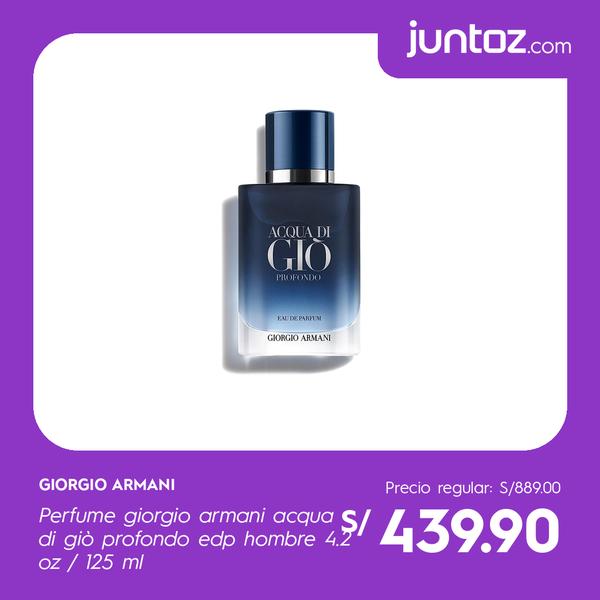 juntoz.com
ACQUA DI
GIÒ
PROFONDO
EAU DE PARFUM
GIORGIO ARMANI
GIORGIO ARMANI
Perfume giorgio armani acqua
di giò profondo edp hombre 4.2
oz / 125 ml
Precio regular: S/889.00
S/ 439.90